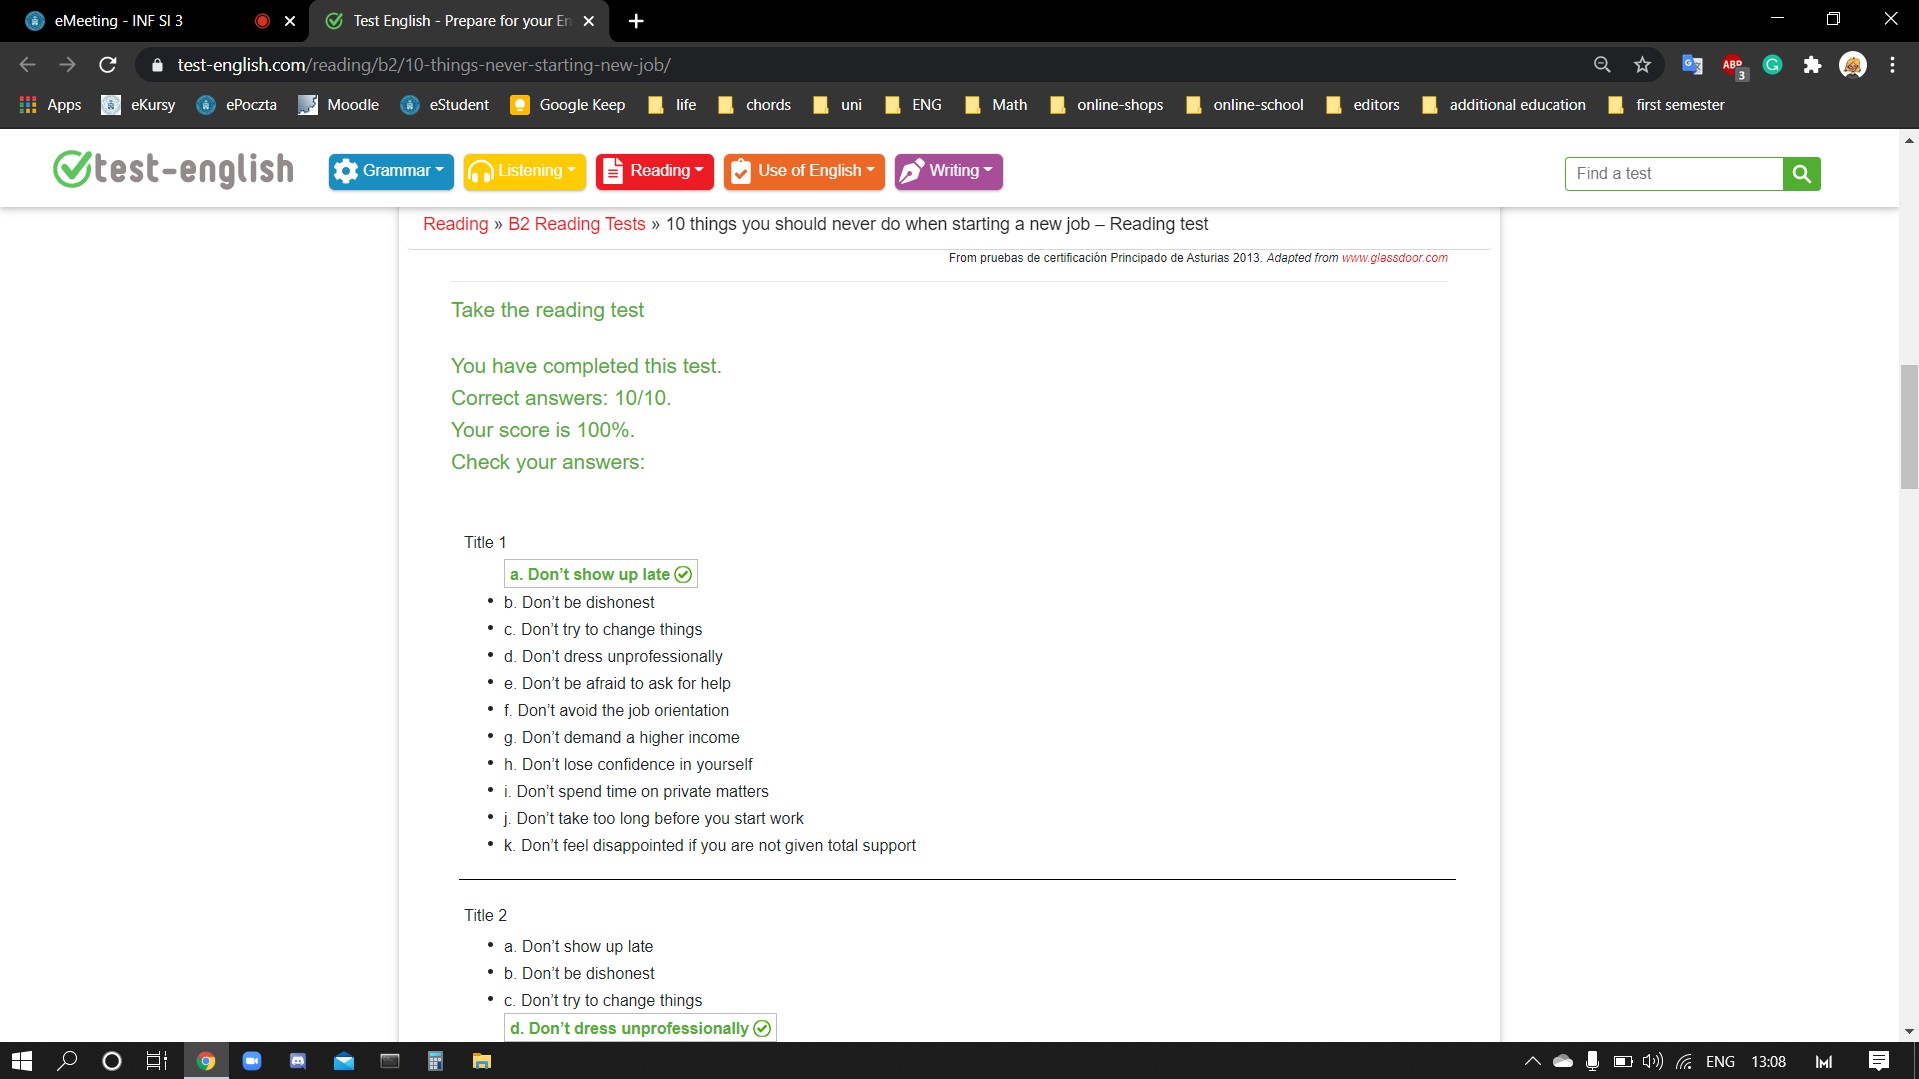 eMeeting - INF SI 3
Test English - Prepare for your En
test-english.com/reading/b2/10-things-never-starting-new-job/
ABP
3
Apps
eKursy
ePoczta
Moodle
eStudent
Google Keep
life
chords
uni
ENG
Math
online-shops
online-school
editors
additional education
first semester
test-english
Grammar
Listening
Reading
Use of English
Writing
Find a test
Reading » B2 Reading Tests » 10 things you should never do when starting a new job – Reading test
From pruebas de certificación Principado de Asturias 2013. Adapted from www.glassdoor.com
Take the reading test
You have completed this test.
Correct answers: 10/10.
Your score is 100%.
Check your answers:
Title 1
a. Don’t show up late
• b. Don’t be dishonest
• c. Don’t try to change things
• d. Don’t dress unprofessionally
• e. Don’t be afraid to ask for help
• f. Don’t avoid the job orientation
• g. Don’t demand a higher income
• h. Don’t lose confidence in yourself
• i. Don’t spend time on private matters
• j. Don’t take too long before you start work
• k. Don’t feel disappointed if you are not given total support
Title 2
• a. Don’t show up late
• b. Don’t be dishonest
• c. Don’t try to change things
d. Don’t dress unprofessionally
ENG
13:08